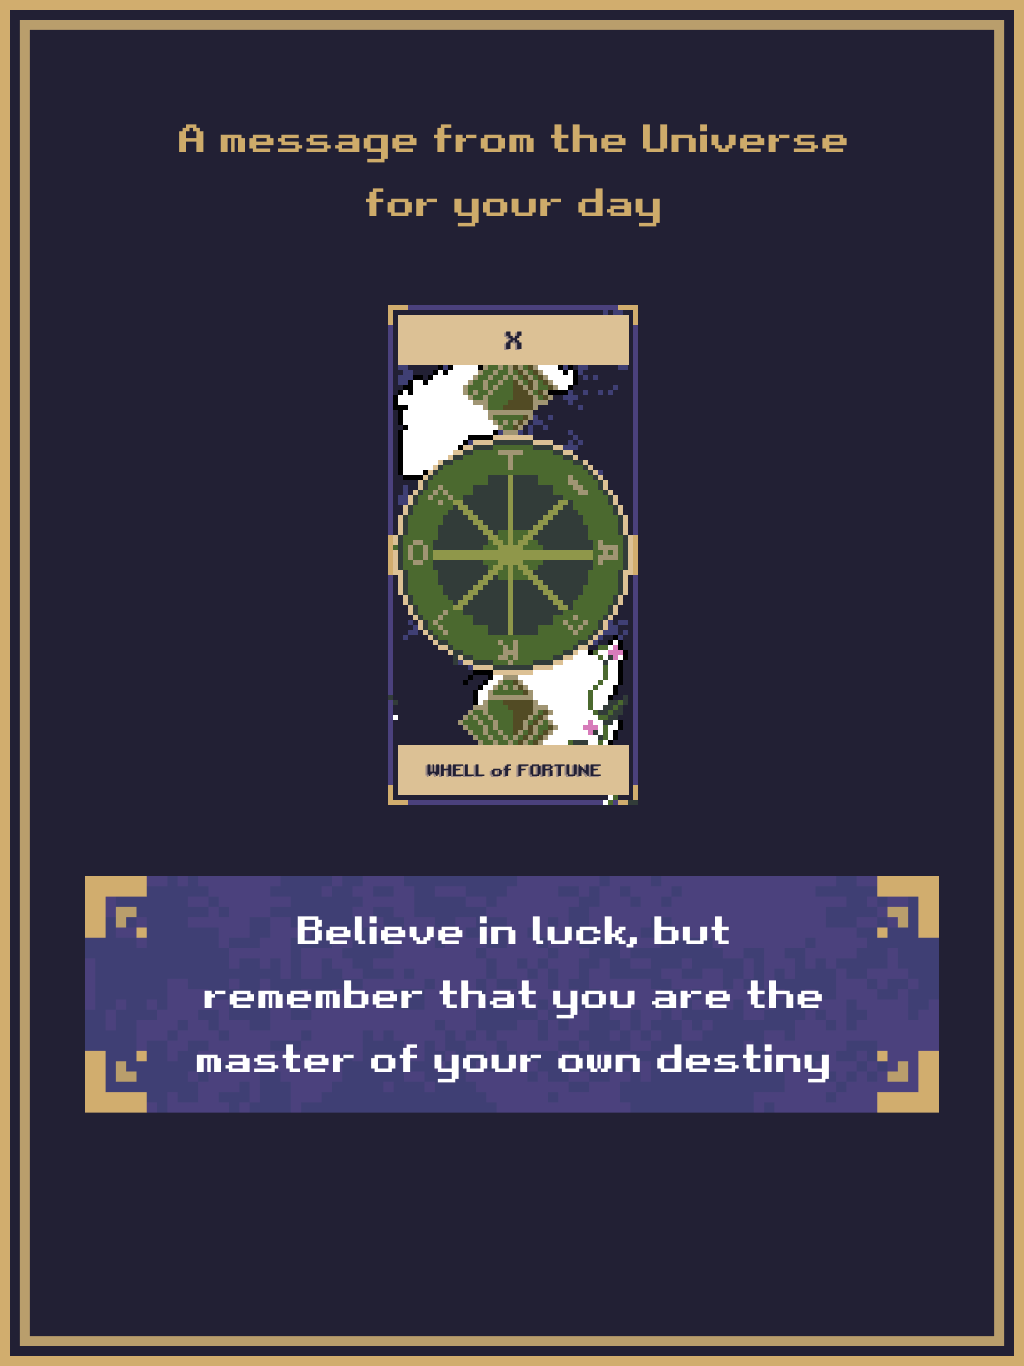 A message from the Universe
for your day
X
WHELL of FORTUNE
Believe in luck, but
remember that you are the
master of your own destiny